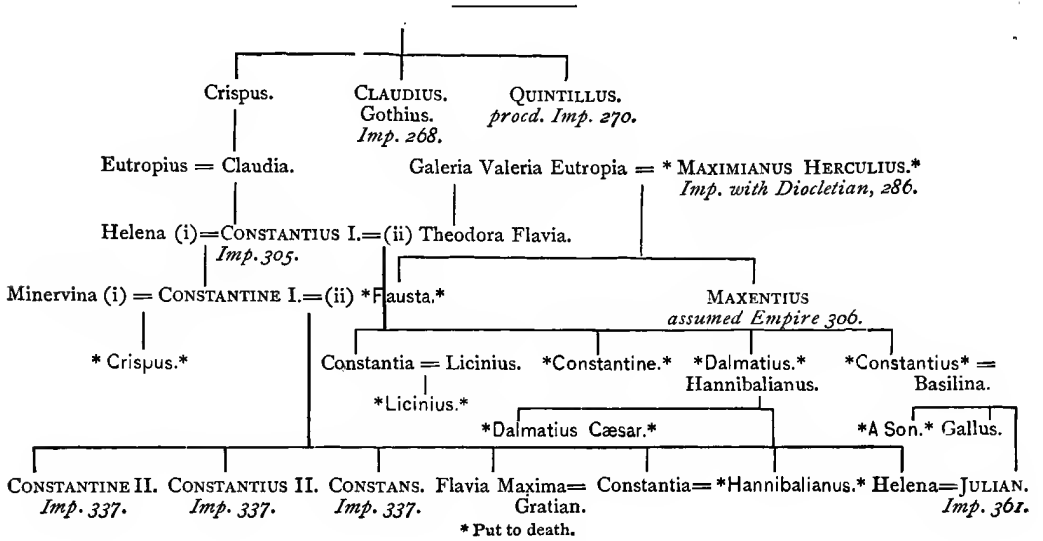 Crispus. CLAUDIUS. QUINTILLUS.
Gothius. procd. Imp. 270.
Imp. 268.
Eutropius = Claudia. Galeria Valeria Eutropia = * MAXIMIANUS HERCULIUS.*
Imp. with Diocletian, 286.
Helena (i)=CONSTANTIUS I.=(ii) Theodora Flavia.
Imp. 305.
Minervina (i) = CONSTANTINE I.=(ii) *Fausta.* MAXENTIUS
assumed Empire 306.
* Crispus.* Constantia = Licinius. *Constantine.* *Dalmatius.* *Constantius* =
Hannibalianus. Basilina.
*Licinius.*
*Dalmatius Cæsar.* *A Son.* Gallus.
CONSTANTINE II. CONSTANTIUS II. CONSTANS. Flavia Maxima= Constantia= *Hannibalianus.* Helena=JULIAN.
Imp. 337. Imp. 337. Imp. 337. Gratian. Imp. 361.
* Put to death.